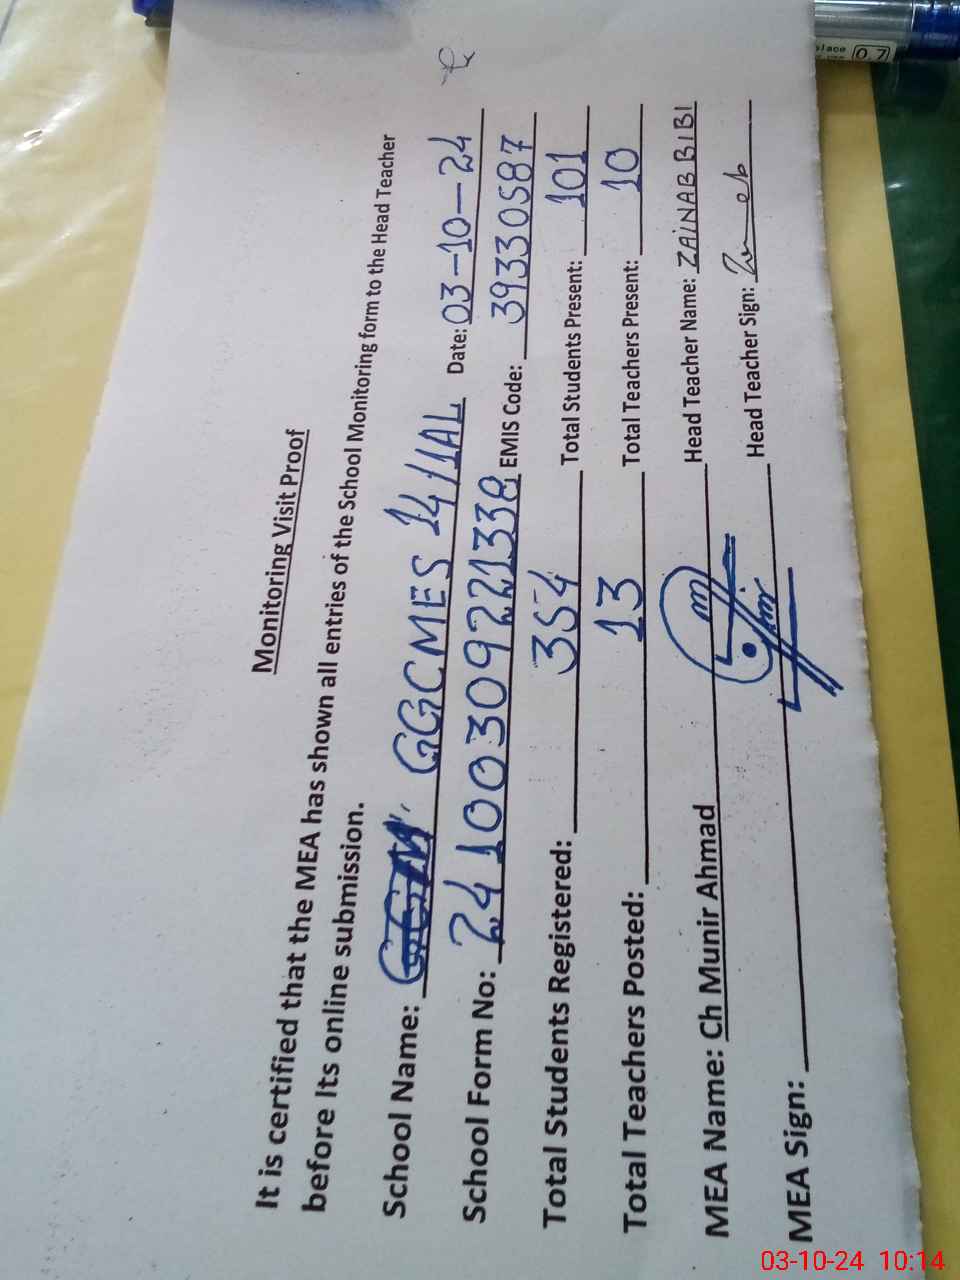 Monitoring Visit Proof
It is certified that the MEA has shown all entries of the School Monitoring form to the Head Teacher
before Its online submission.
School Name: GGCMES 14/1AL Date: 03-10-24
School Form No: 24100309221338 EMIS Code: 39330587
Total Students Registered: 354 Total Students Present: 101
Total Teachers Posted: 13 Total Teachers Present: 10
MEA Name: Ch Munir Ahmad Head Teacher Name: ZAINAB BIBI
MEA Sign: Head Teacher Sign:
0.7
03-10-24 10:14